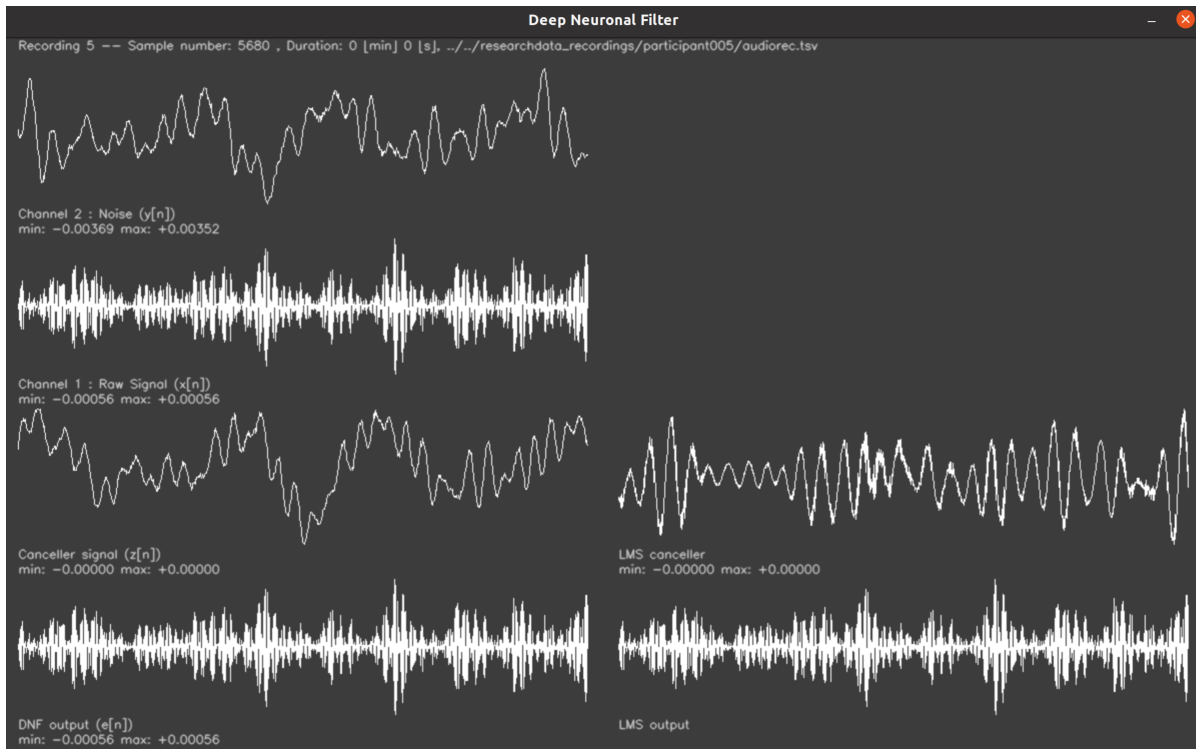 Deep Neuronal Filter
Recording 5 -- Sample number: 5680 , Duration: 0 [min] 0 [s], ../../researchdata_recordings/participant005/audiorec.tsv
Channel 2 : Noise (y[n])
min: -0.00369 max: +0.00352
Channel 1 : Raw Signal (x[n])
min: -0.00056 max: +0.00056
Canceller signal (z[n])
min: -0.00000 max: +0.00000
LMS canceller
min: -0.00000 max: +0.00000
DNF output (e[n])
min: -0.00056 max: +0.00056
LMS output